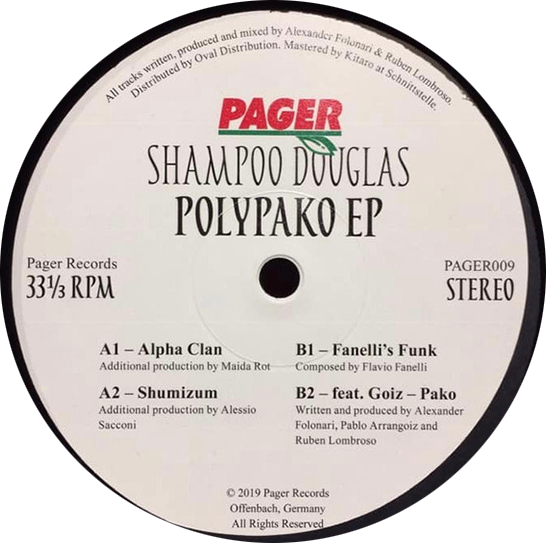 All tracks written, produced and mixed by Alexander Folonari & Ruben Lombroso.
Distributed by Oval Distribution. Mastered by Kitaro at Schnittstelle.
PAGER
SHAMPOO DOUGLAS
POLYPAKO EP
Pager Records
33⅓ RPM
PAGER009
STEREO
A1 – Alpha Clan
Additional production by Maida Rot
A2 – Shumizum
Additional production by Alessio
Sacconi
B1 – Fanelli's Funk
Composed by Flavio Fanelli
B2 – feat. Goiz – Pako
Written and produced by Alexander
Folonari, Pablo Arrangoiz and
Ruben Lombroso
© 2019 Pager Records
Offenbach, Germany
All Rights Reserved